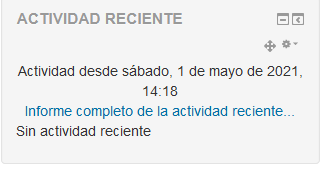 ACTIVIDAD RECIENTE
Actividad desde sábado, 1 de mayo de 2021,
14:18
Informe completo de la actividad reciente...
Sin actividad reciente